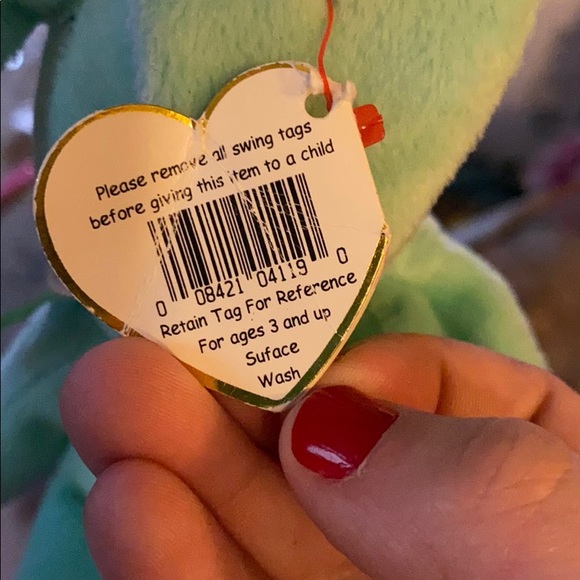 Please remove all swing tags
before giving this item to a child
0 08421 04119 0
Retain Tag For Reference
For ages 3 and up
Suface
Wash